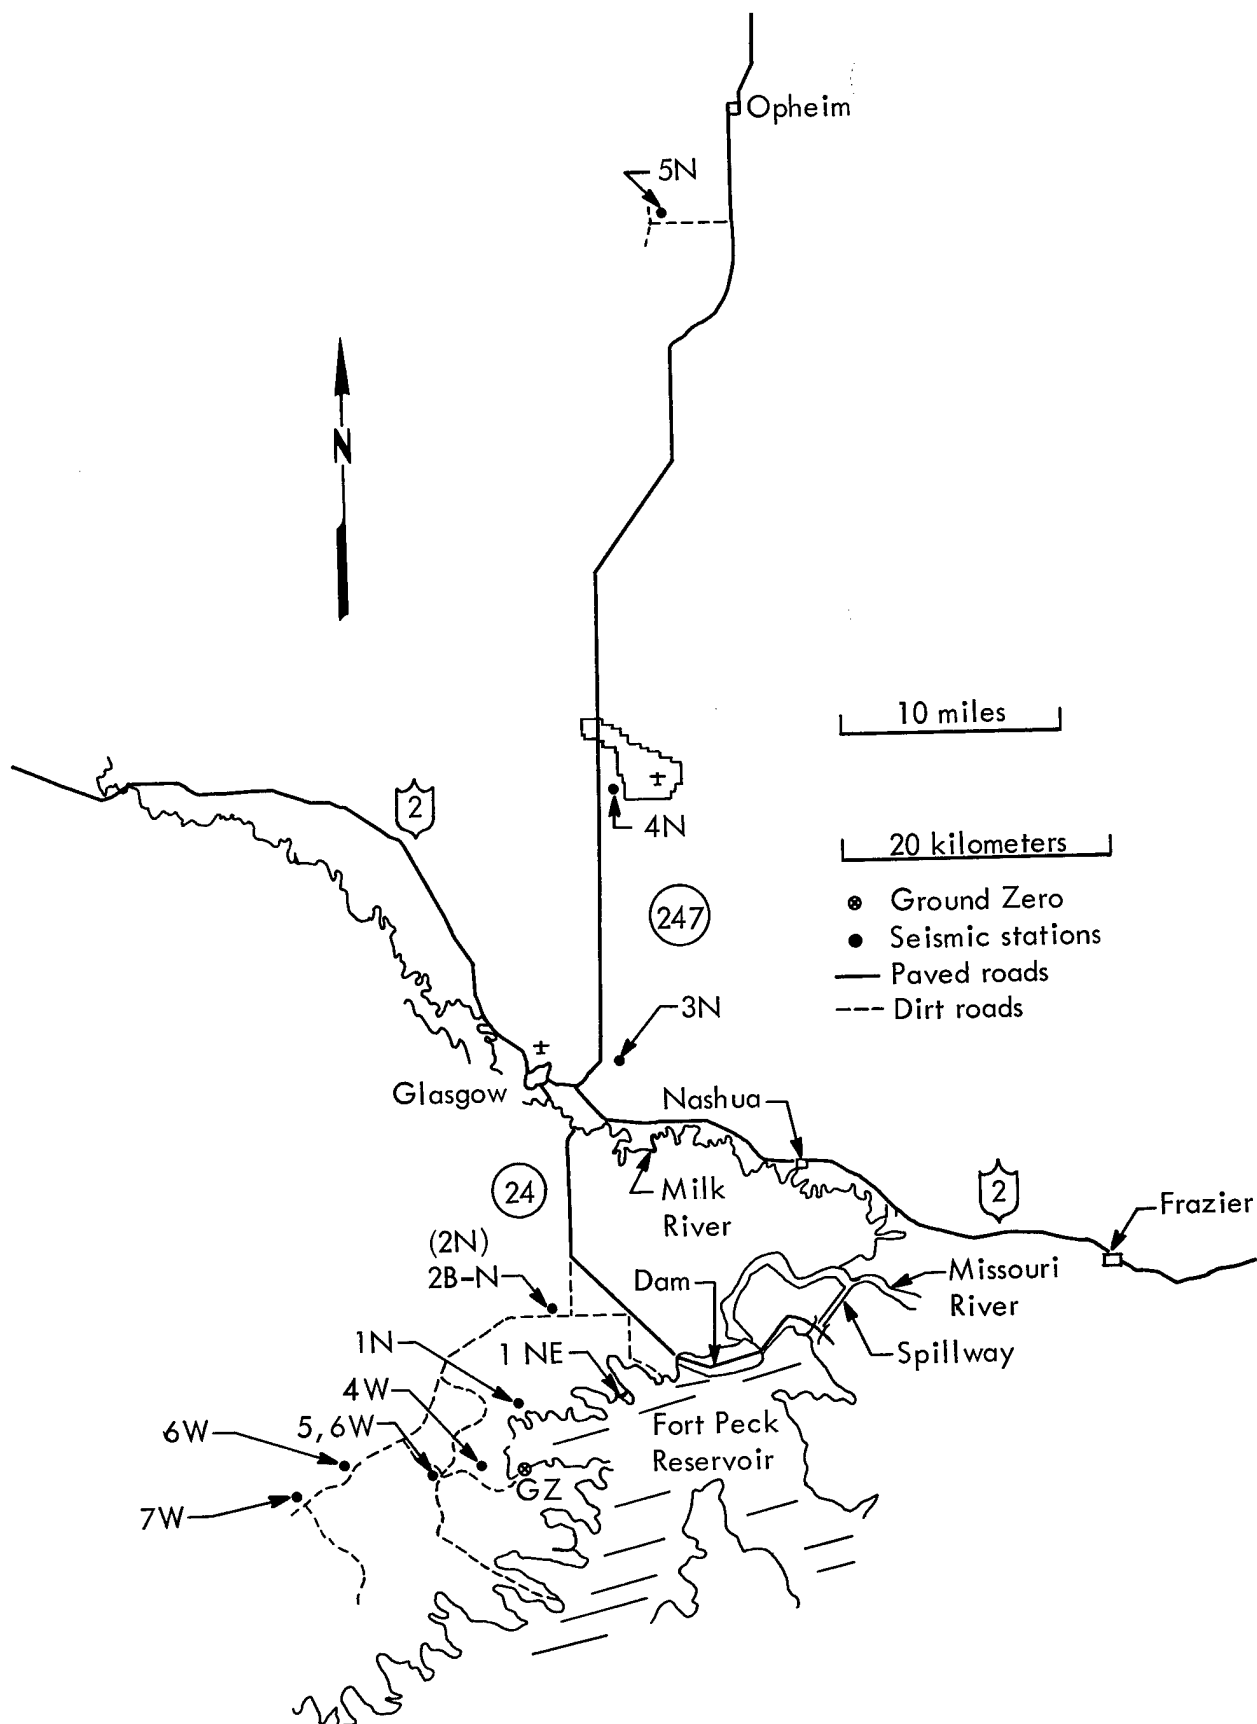 Opheim
5N
N
10 miles
2
4N
20 kilometers
247
Ground Zero
Seismic stations
Paved roads
Dirt roads
3N
Glasgow
Nashua
24
Milk
River
2
Frazier
(2N)
2B-N
Dam
Missouri
River
1N
1 NE
Spillway
4W
5,6W
6W
Fort Peck
Reservoir
GZ
7W